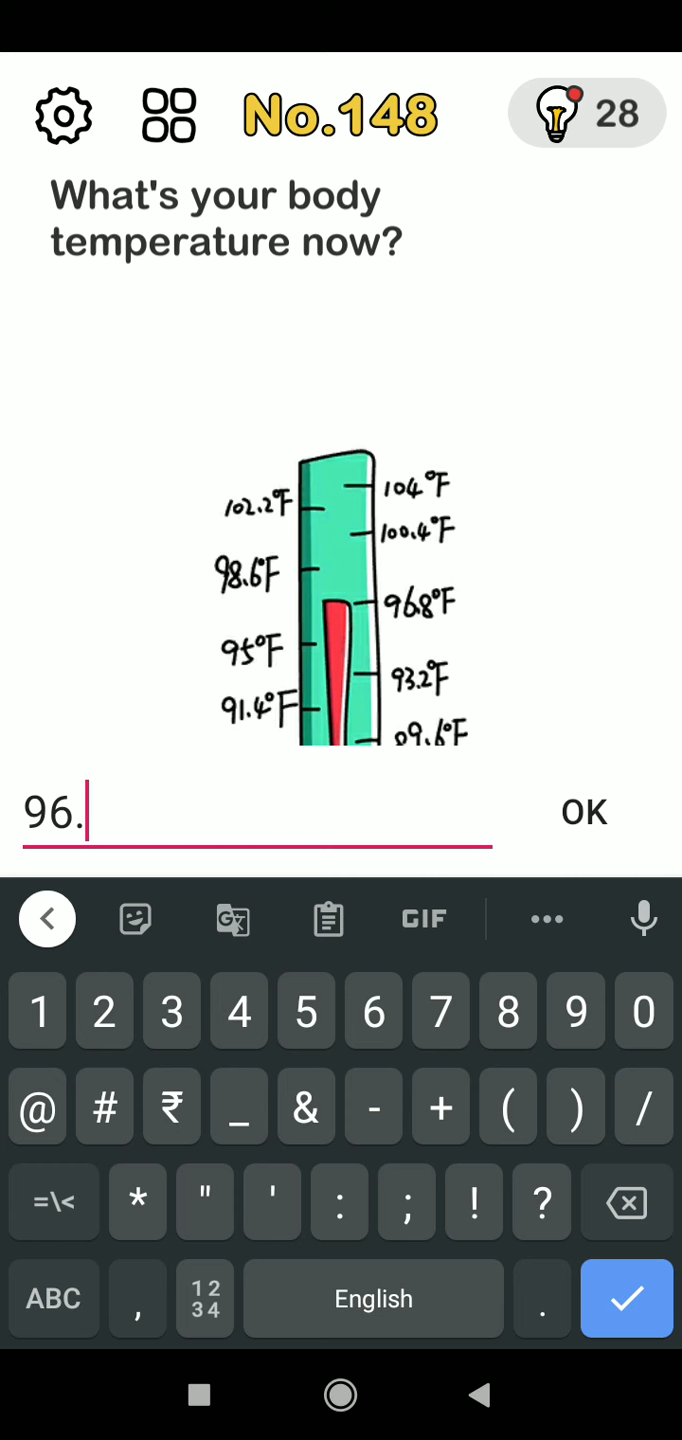 No.148
28
What's your body
temperature now?
104°F
102.2°F
100.4°F
98.6°F
96.8°F
95°F
93.2°F
91.4°F
96.
OK
GIF
1 2 3 4 5 6 7 8 9 0
@ # ₹ _ & - + ( ) /
=\< * " ' : ; ! ?
ABC , 12 34 English .